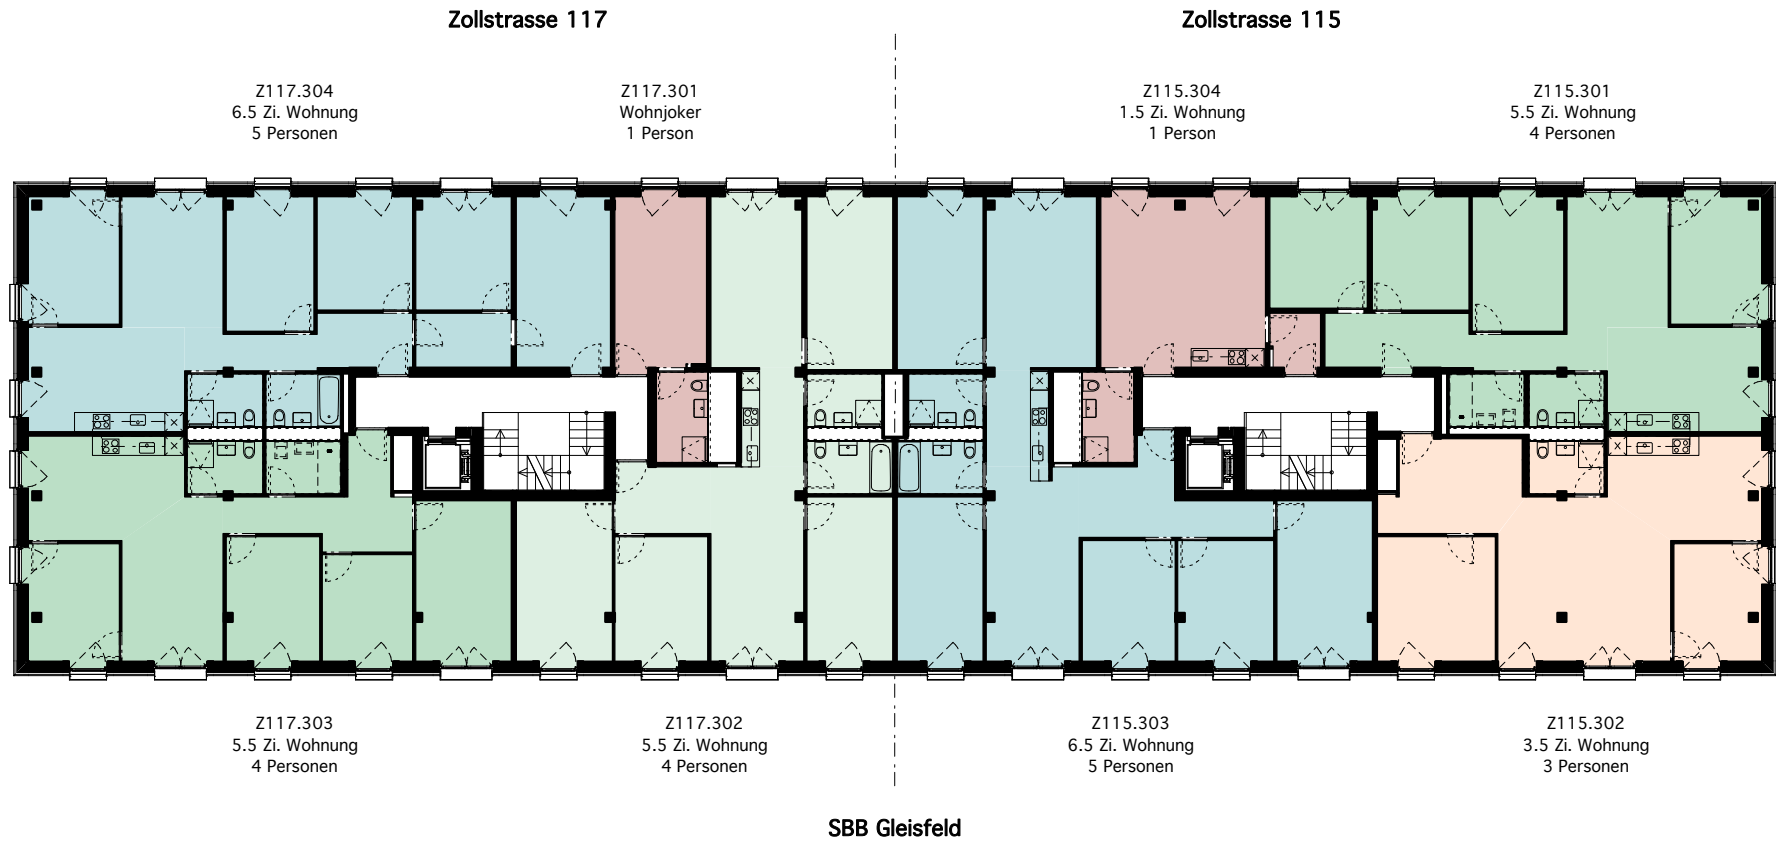 Zollstrasse 117
Zollstrasse 115
Z117.304
6.5 Zi. Wohnung
5 Personen
Z117.301
Wohnjoker
1 Person
Z115.304
1.5 Zi. Wohnung
1 Person
Z115.301
5.5 Zi. Wohnung
4 Personen
Z117.303
5.5 Zi. Wohnung
4 Personen
Z117.302
5.5 Zi. Wohnung
4 Personen
Z115.303
6.5 Zi. Wohnung
5 Personen
Z115.302
3.5 Zi. Wohnung
3 Personen
SBB Gleisfeld